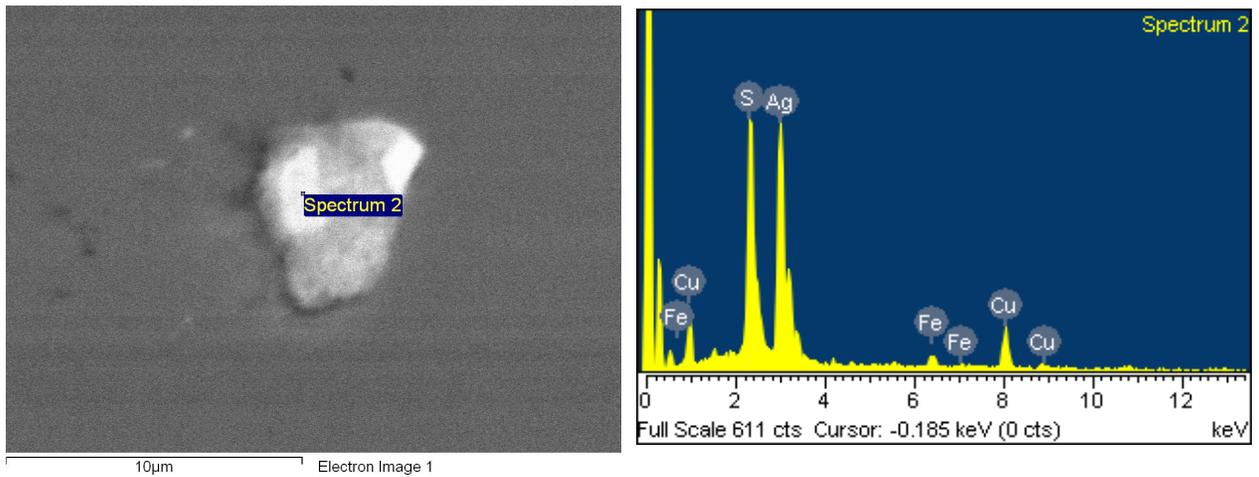 Spectrum 2
10µm
Electron Image 1
Spectrum 2
S
Ag
Cu
Fe
Fe
Fe
Cu
Cu
0 2 4 6 8 10 12
Full Scale 611 cts Cursor: -0.185 keV (0 cts)
keV